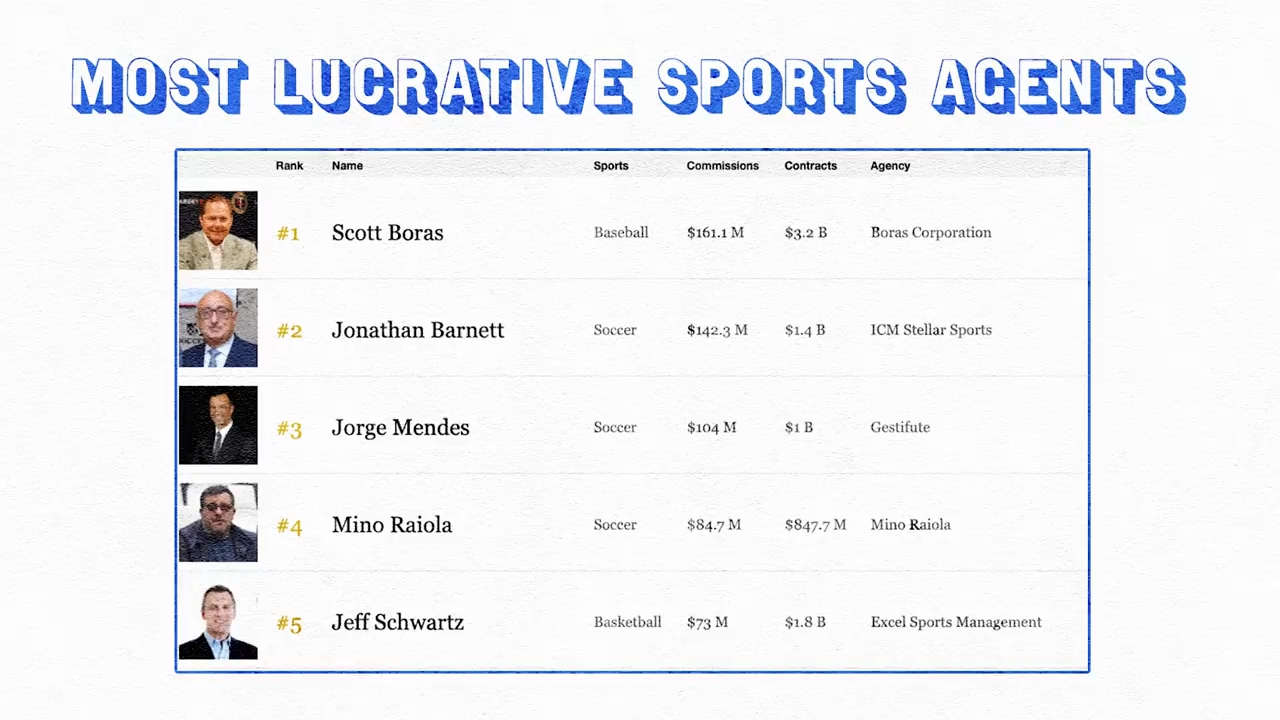 MOST LUCRATIVE SPORTS AGENTS
Rank Name Sports Commissions Contracts Agency
#1 Scott Boras Baseball $161.1 M $3.2 B Boras Corporation
#2 Jonathan Barnett Soccer $142.3 M $1.4 B ICM Stellar Sports
#3 Jorge Mendes Soccer $104 M $1 B Gestifute
#4 Mino Raiola Soccer $84.7 M $847.7 M Mino Raiola
#5 Jeff Schwartz Basketball $73 M $1.8 B Excel Sports Management